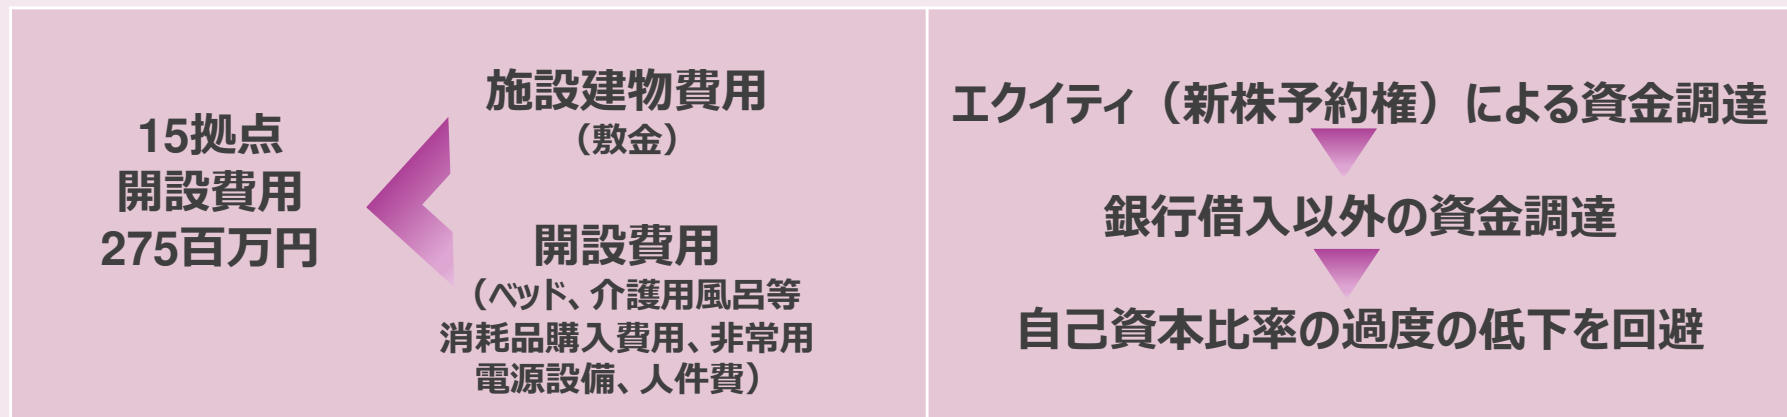 15拠点
開設費用
275百万円
施設建物費用
（敷金）
開設費用
（ベッド、介護用風呂等
消耗品購入費用、非常用
電源設備、人件費）
エクイティ（新株予約権）による資金調達
銀行借入以外の資金調達
自己資本比率の過度の低下を回避